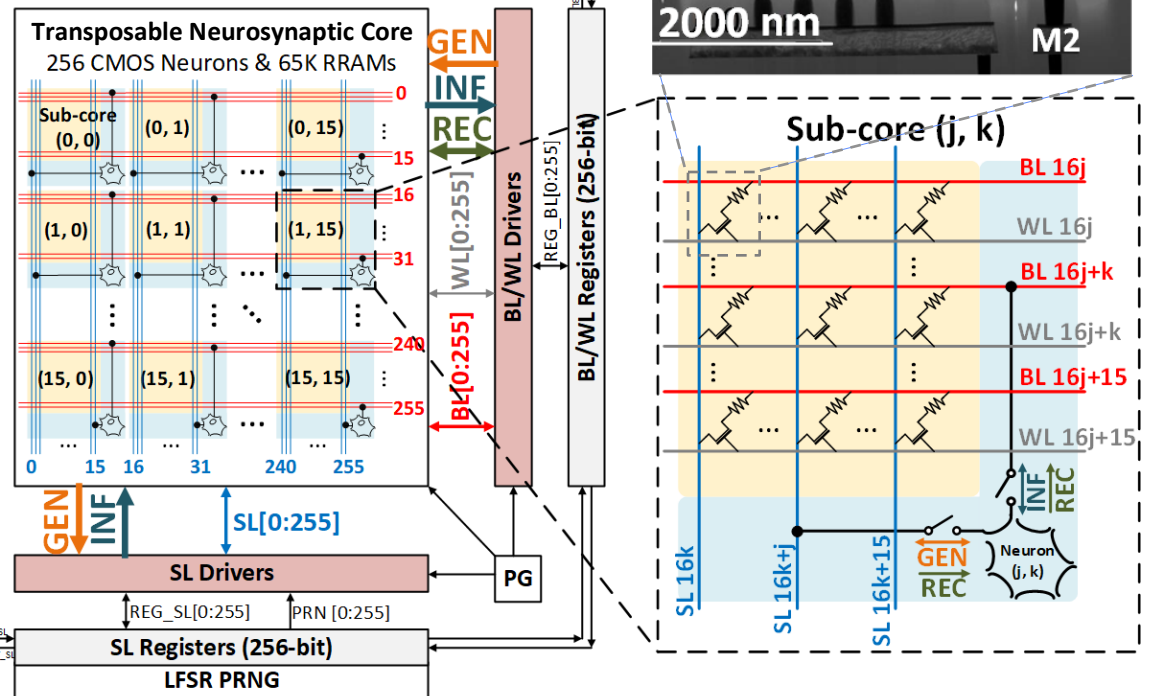 Transposable Neurosynaptic Core
256 CMOS Neurons & 65K RRAMs
Sub-core
(0, 0)
(0, 1)
(0, 15)
(1, 0)
(1, 1)
(1, 15)
(15, 0)
(15, 1)
(15, 15)
0
15
16
31
240
255
0
15
16
31
240
255
GEN
INF
REC
WL[0:255]
BL[0:255]
BL/WL Drivers
REG_BL[0:255]
BL/WL Registers (256-bit)
GEN
INF
SL[0:255]
SL Drivers
PG
REG_SL[0:255]
PRN [0:255]
SL Registers (256-bit)
LFSR PRNG
2000 nm
M2
Sub-core (j, k)
BL 16j
WL 16j
BL 16j+k
WL 16j+k
BL 16j+15
WL 16j+15
INF
REC
GEN
REC
Neuron
(j, k)
SL 16k
SL 16k+j
SL 16k+15